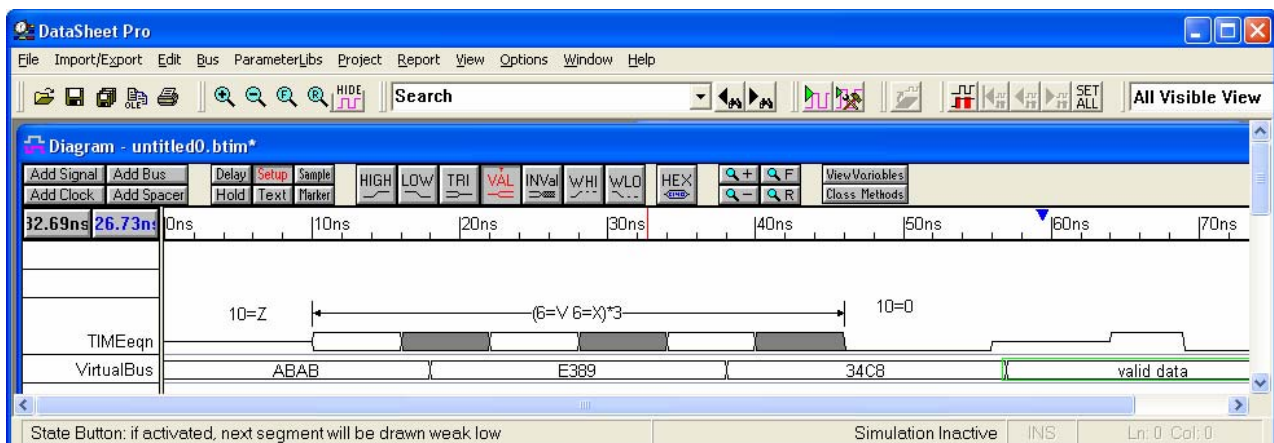 DataSheet Pro
File Import/Export Edit Bus ParameterLibs Project Report View Options Window Help
OLE HIDE Search SET ALL All Visible View
Diagram - untitled0.btim*
Add Signal Add Bus Delay Setup Sample HIGH LOW TRI VAL INVal WHI WLO HEX + F View Variables
Add Clock Add Spacer Hold Text Marker - R Class Methods
32.69ns 26.73ns 0ns 10ns 20ns 30ns 40ns 50ns 60ns 70ns
10=Z (6=V 6=X)*3 10=0
TIMEeqn
VirtualBus ABAB E389 34C8 valid data
State Button: if activated, next segment will be drawn weak low Simulation Inactive INS Ln: 0 Col: 0